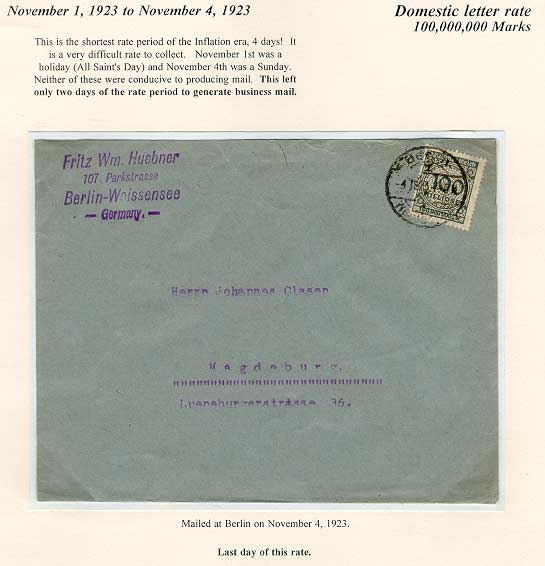 November 1, 1923 to November 4, 1923
Domestic letter rate
100,000,000 Marks
This is the shortest rate period of the Inflation era, 4 days!  It
is a very difficult rate to collect.  November 1st was a
holiday (All Saint's Day) and November 4th was a Sunday.
Neither of these were conducive to producing mail. This left
only two days of the rate period to generate business mail.
Fritz Wm. Huebner
107. Parkstrasse
Berlin-Weissensee
— Germany. —
100
Herrn Johannes Glaser
Magdeburg.
""""""""""""""""""""""""""""""
Lueneburgerstrasse 36.
Mailed at Berlin on November 4, 1923.
Last day of this rate.